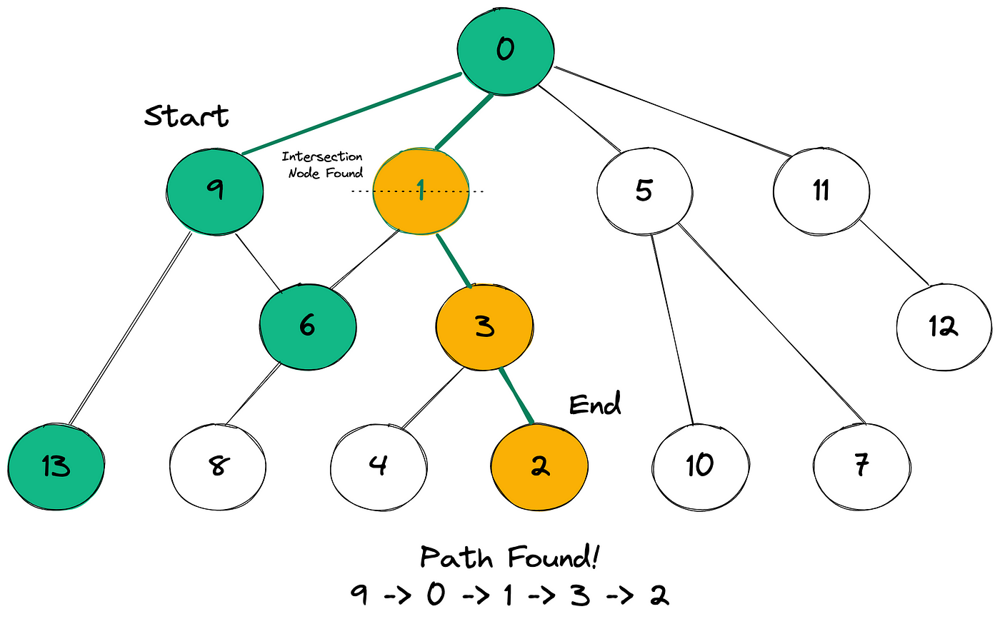 0
Start
Intersection
Node Found
9
1
5
11
6
3
12
End
13
8
4
2
10
7
Path Found!
9 -> 0 -> 1 -> 3 -> 2